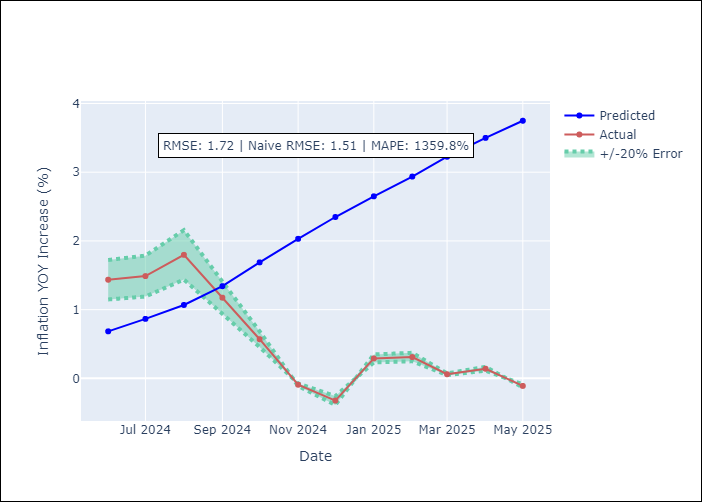 4
RMSE: 1.72 | Naive RMSE: 1.51 | MAPE: 1359.8%
3
2
1
0
Inflation YOY Increase (%)
Jul 2024
Sep 2024
Nov 2024
Jan 2025
Mar 2025
May 2025
Date
Predicted
Actual
+/-20% Error